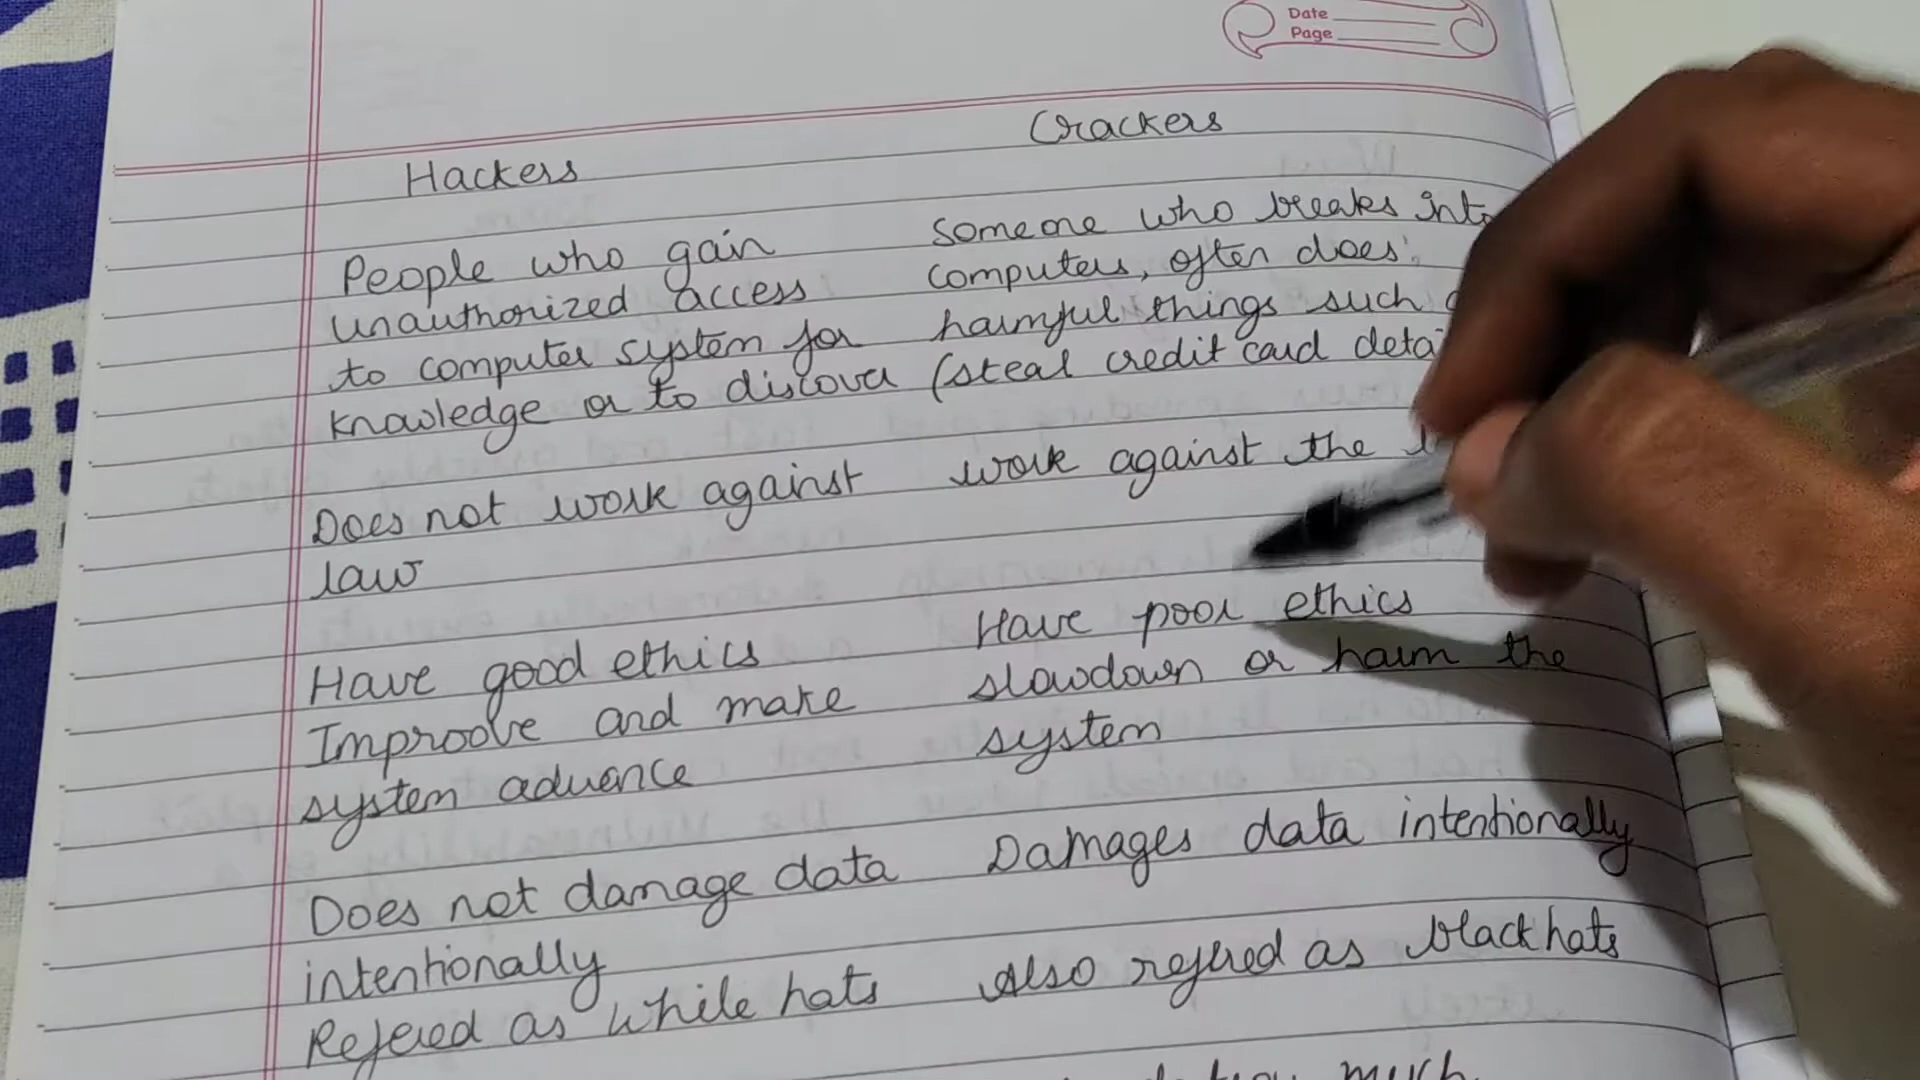 Date
Page
Hackers
Crackers
People who gain
unauthorized access
to computer system for
knowledge or to discover
someone who breaks into
computers, often does
harmful things such
(steal credit card
Does not work against
law
work against the
Have good ethics
Have poor ethics
Improove and make
system advance
slowdown or harm the
system
Does not damage data
intentionally
Damages data intentionally
Refered as while hats
Also refered as black hats
much